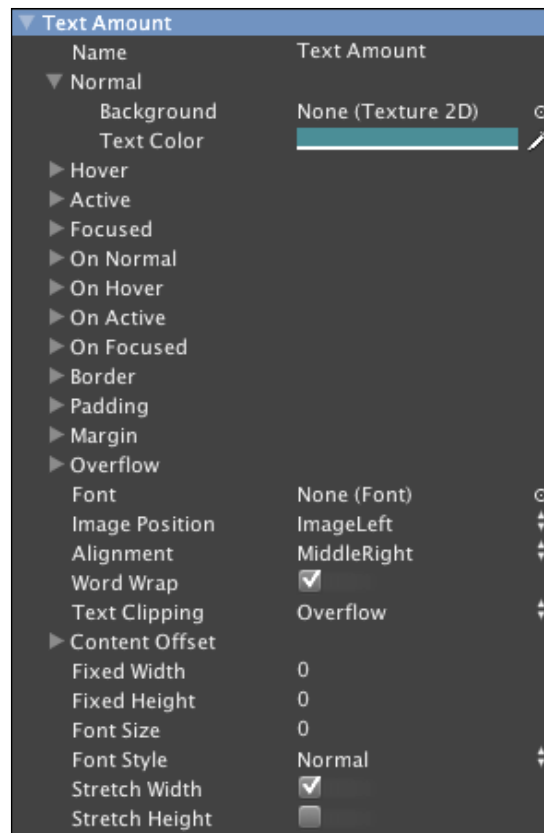 Text Amount
Name Text Amount
Normal
Background None (Texture 2D)
Text Color
Hover
Active
Focused
On Normal
On Hover
On Active
On Focused
Border
Padding
Margin
Overflow
Font None (Font)
Image Position ImageLeft
Alignment MiddleRight
Word Wrap
Text Clipping Overflow
Content Offset
Fixed Width 0
Fixed Height 0
Font Size 0
Font Style Normal
Stretch Width
Stretch Height